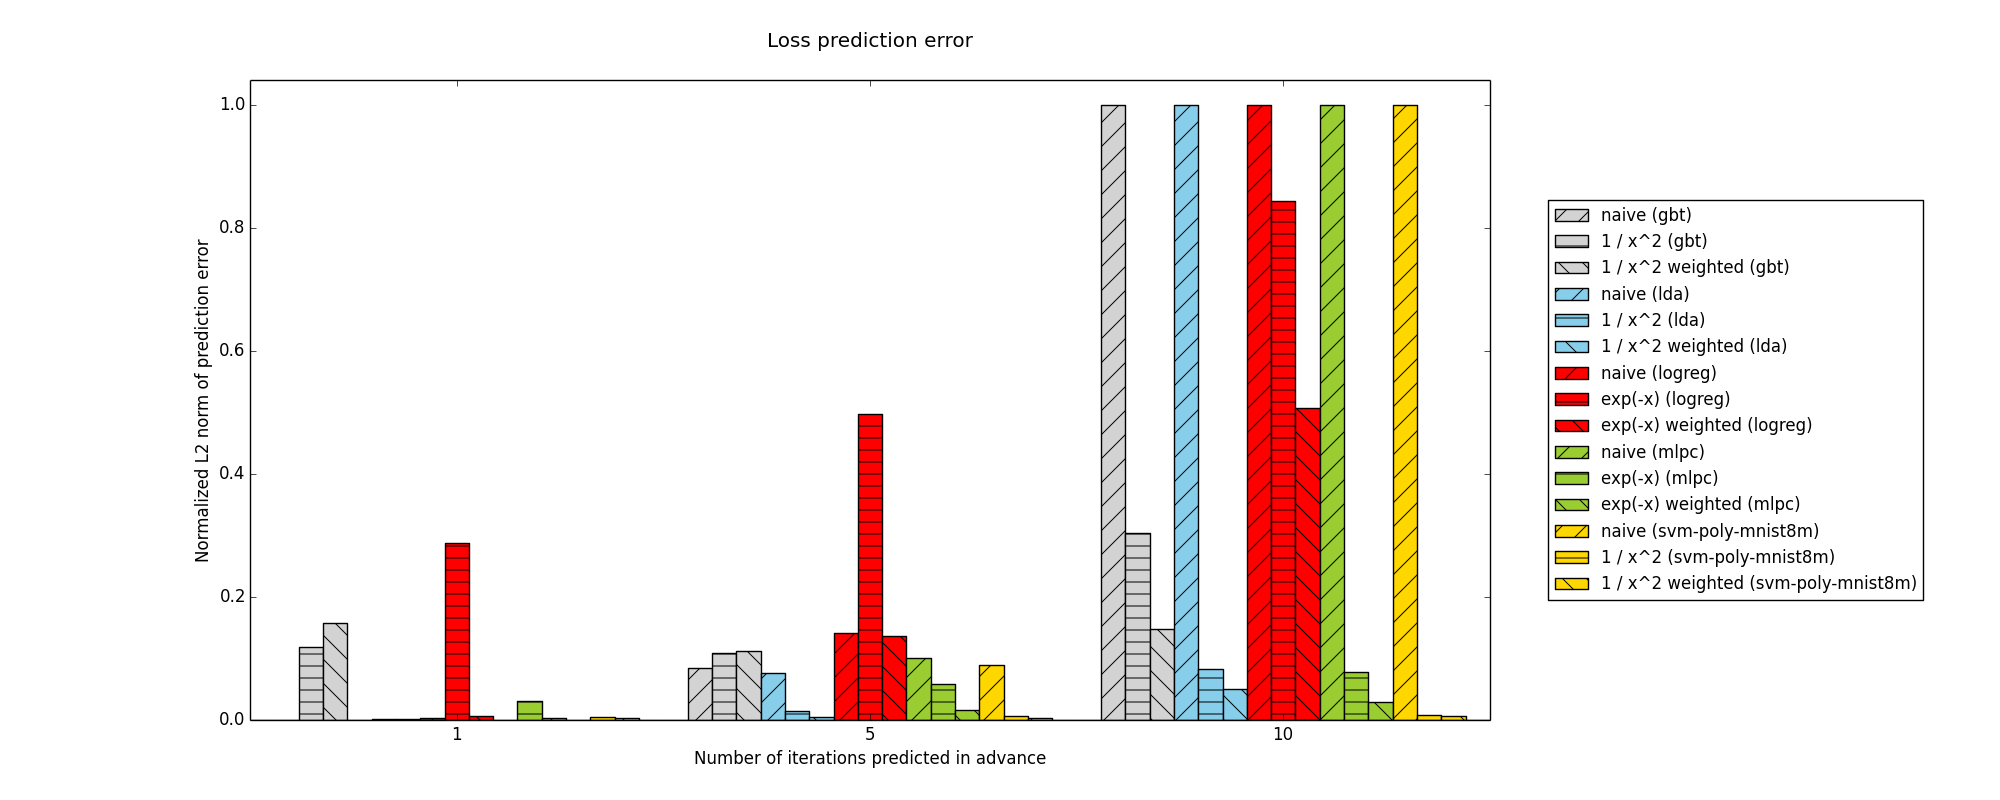 Loss prediction error
Normalized L2 norm of prediction error
1.0
0.8
0.6
0.4
0.2
0.0
1
5
10
Number of iterations predicted in advance
naive (gbt)
1 / x^2 (gbt)
1 / x^2 weighted (gbt)
naive (lda)
1 / x^2 (lda)
1 / x^2 weighted (lda)
naive (logreg)
exp(-x) (logreg)
exp(-x) weighted (logreg)
naive (mlpc)
exp(-x) (mlpc)
exp(-x) weighted (mlpc)
naive (svm-poly-mnist8m)
1 / x^2 (svm-poly-mnist8m)
1 / x^2 weighted (svm-poly-mnist8m)